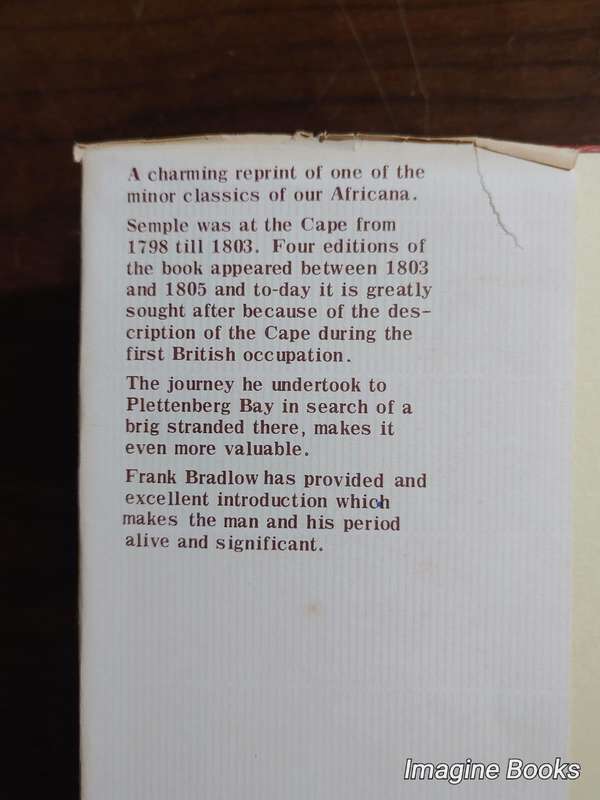 A charming reprint of one of the
minor classics of our Africana.
Semple was at the Cape from
1798 till 1803. Four editions of
the book appeared between 1803
and 1805 and to-day it is greatly
sought after because of the des-
cription of the Cape during the
first British occupation.
The journey he undertook to
Plettenberg Bay in search of a
brig stranded there, makes it
even more valuable.
Frank Bradlow has provided and
excellent introduction which
makes the man and his period
alive and significant.
Imagine Books